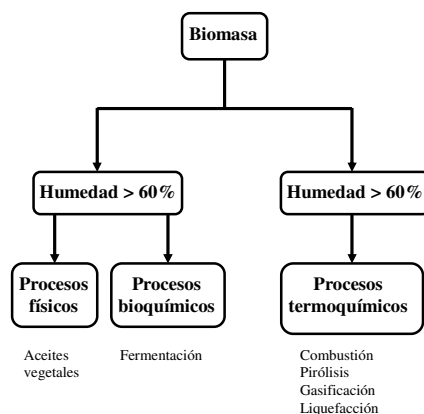 Biomasa
Humedad > 60%
Humedad > 60%
Procesos
físicos
Procesos
bioquímicos
Procesos
termoquímicos
Aceites
vegetales
Fermentación
Combustión
Pirólisis
Gasificación
Liquefacción